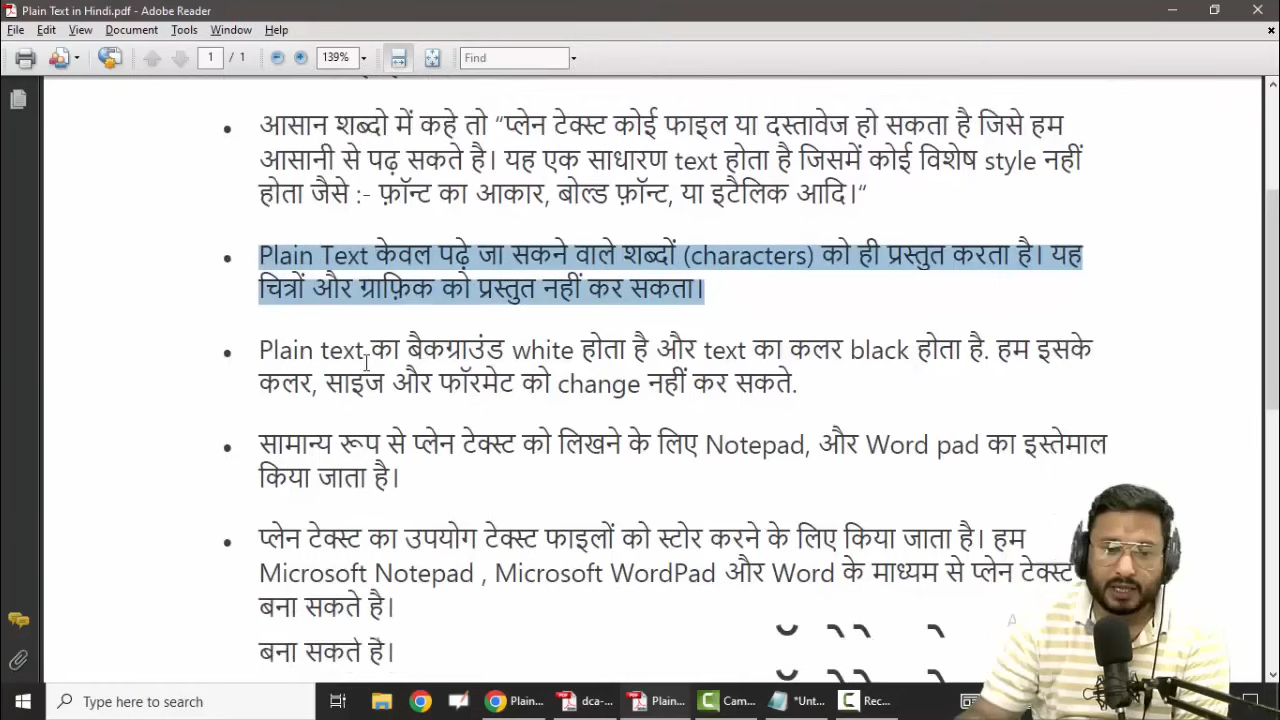 Plain Text in Hindi.pdf - Adobe Reader
File Edit View Document Tools Window Help
1 / 1 139% Find
• आसान शब्दो में कहे तो “प्लेन टेक्स्ट कोई फाइल या दस्तावेज हो सकता है जिसे हम
आसानी से पढ़ सकते है। यह एक साधारण text होता है जिसमें कोई विशेष style नहीं
होता जैसे :- फ़ॉन्ट का आकार, बोल्ड फ़ॉन्ट, या इटैलिक आदि।“
• Plain Text केवल पढ़े जा सकने वाले शब्दों (characters) को ही प्रस्तुत करता है। यह
चित्रों और ग्राफ़िक को प्रस्तुत नहीं कर सकता।
• Plain text का बैकग्राउंड white होता है और text का कलर black होता है. हम इसके
कलर, साइज और फॉरमेट को change नहीं कर सकते.
• सामान्य रूप से प्लेन टेक्स्ट को लिखने के लिए Notepad, और Word pad का इस्तेमाल
किया जाता है।
• प्लेन टेक्स्ट का उपयोग टेक्स्ट फाइलों को स्टोर करने के लिए किया जाता है। हम
Microsoft Notepad , Microsoft WordPad और Word के माध्यम से प्लेन टेक्स्ट
बना सकते है।
बना सकते है।
Type here to search Plain... dca-... Plain... Cam... *Unt... Rec...